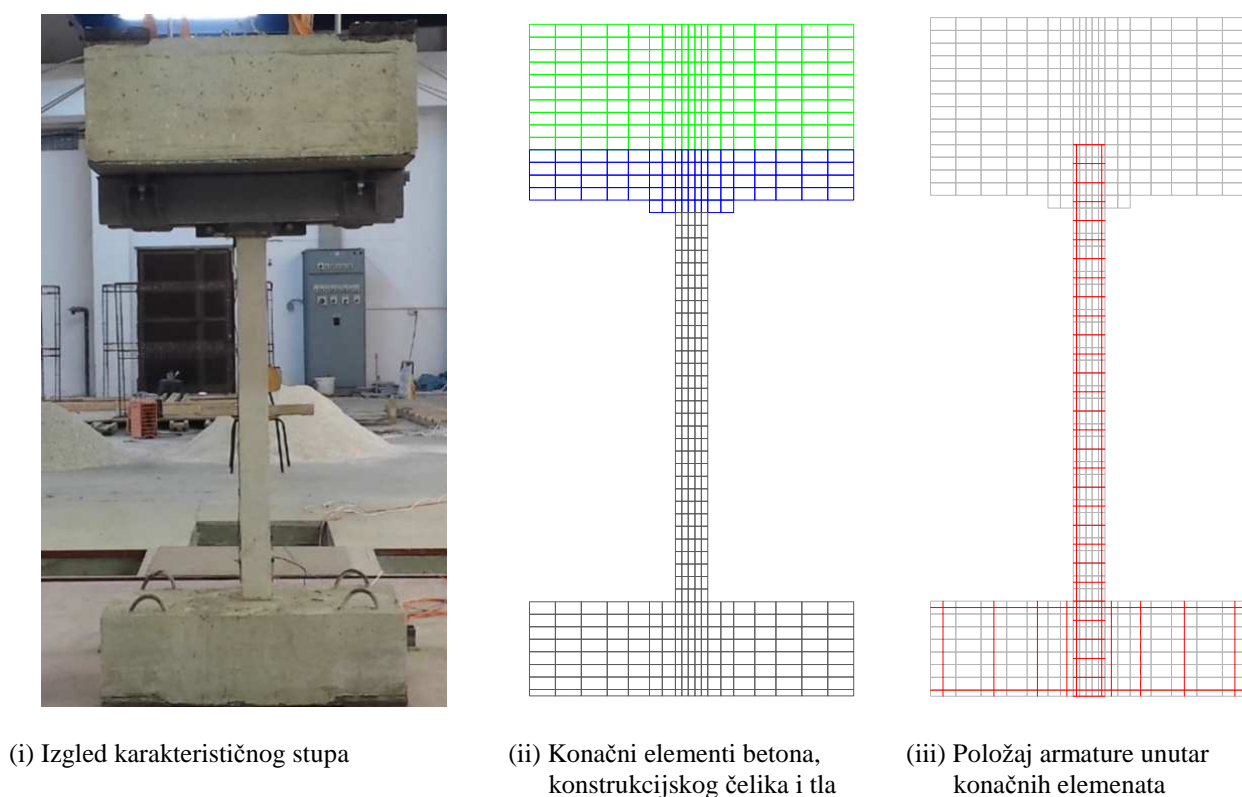 (i) Izgled karakterističnog stupa
(ii) Konačni elementi betona,
konstrukcijskog čelika i tla
(iii) Položaj armature unutar
konačnih elemenata